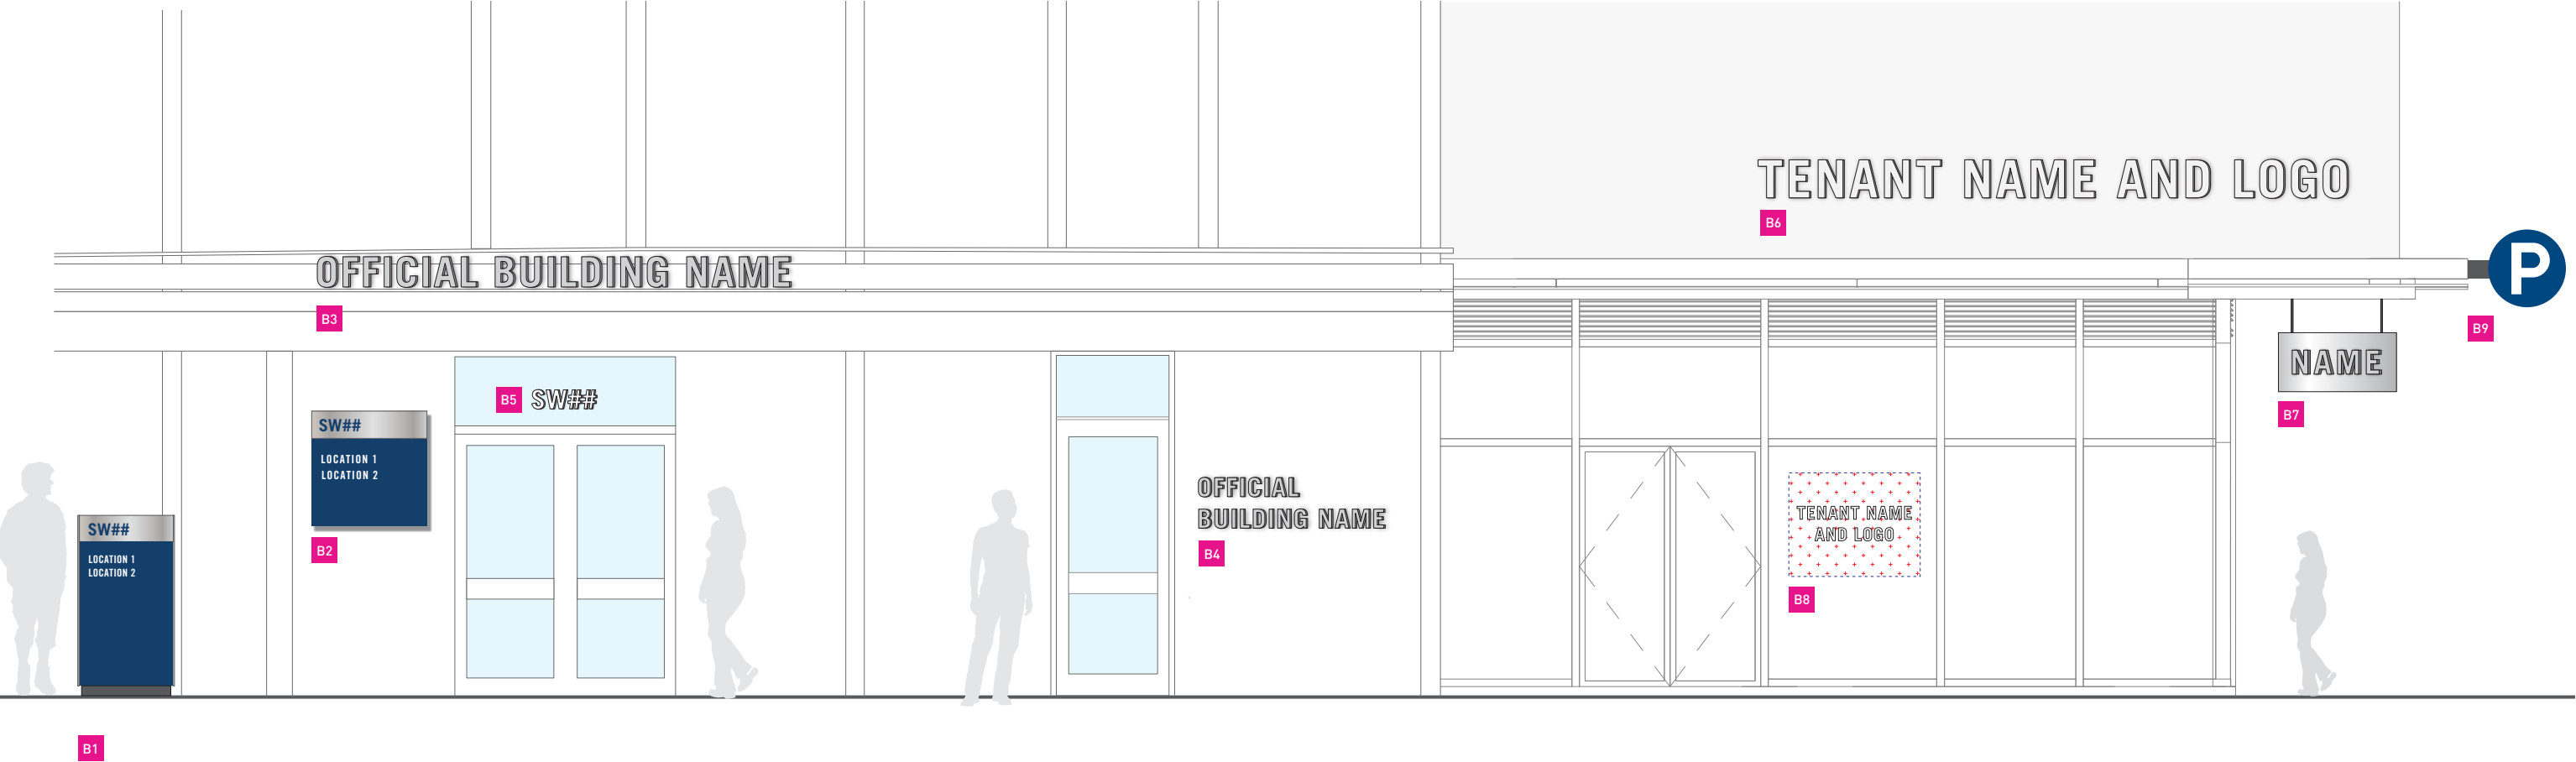 TENANT NAME AND LOGO
B6
P
B9
OFFICIAL BUILDING NAME
B3
NAME
B7
B5 SW##
SW##
LOCATION 1
LOCATION 2
B2
SW##
LOCATION 1
LOCATION 2
B1
OFFICIAL
BUILDING NAME
B4
TENANT NAME
AND LOGO
B8